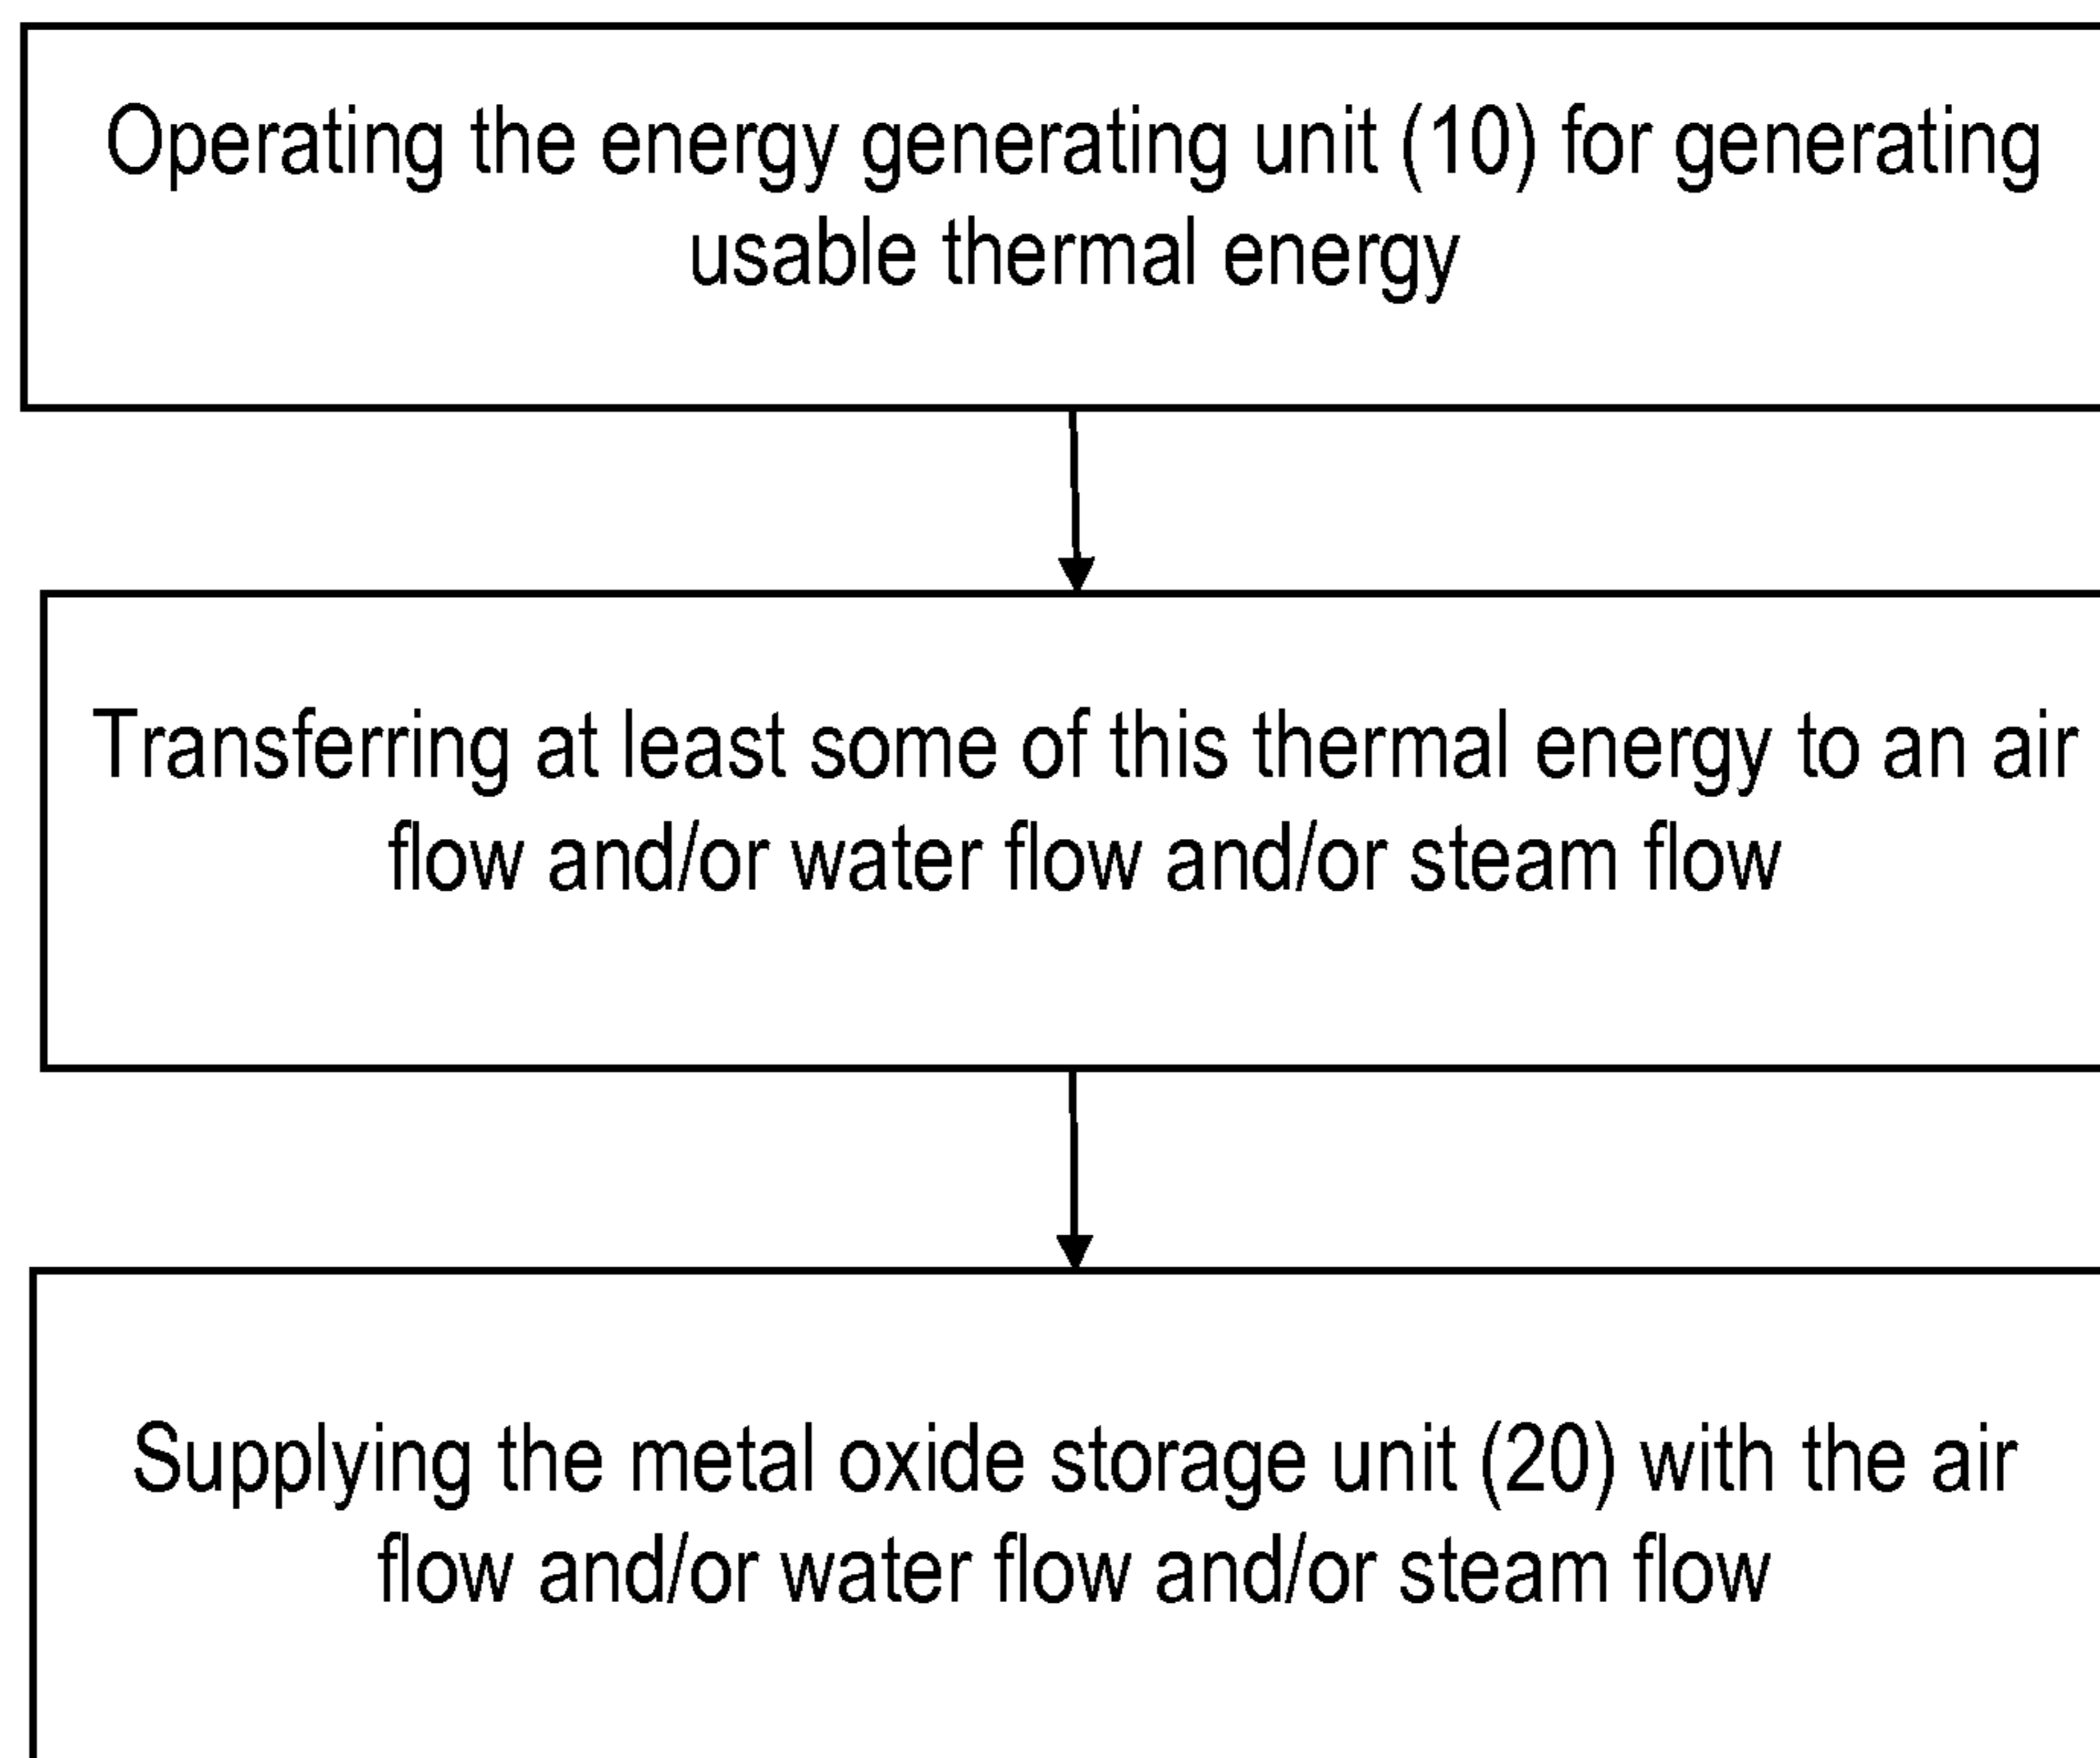 Operating the energy generating unit (10) for generating
usable thermal energy
Transferring at least some of this thermal energy to an air
flow and/or water flow and/or steam flow
Supplying the metal oxide storage unit (20) with the air
flow and/or water flow and/or steam flow